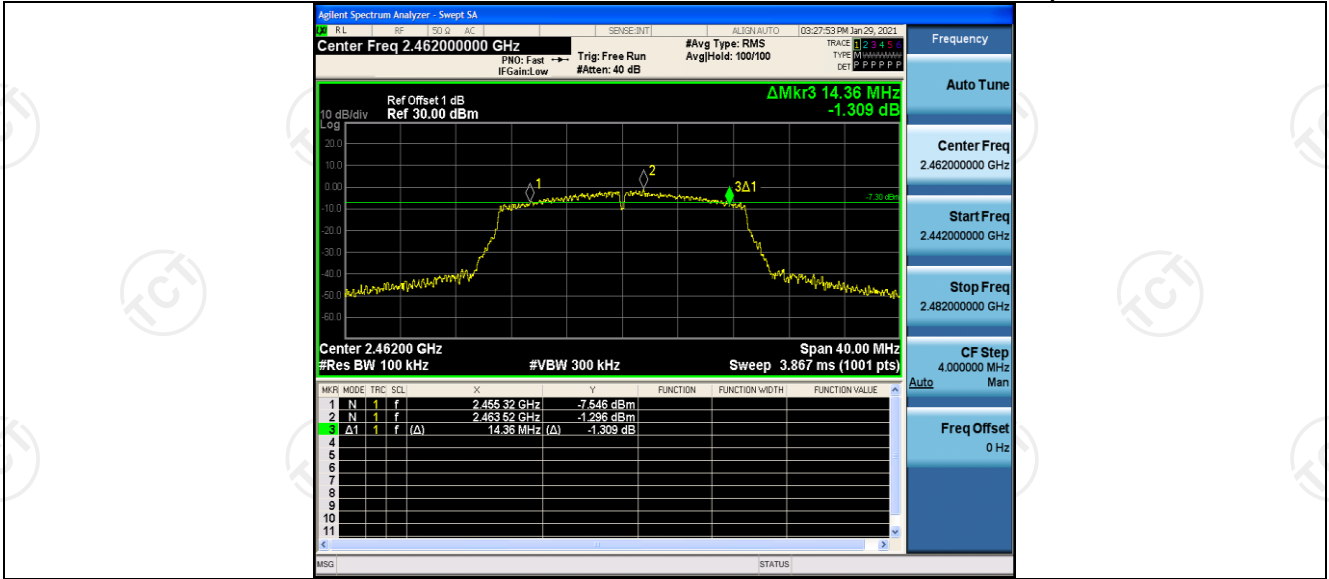 Agilent Spectrum Analyzer - Swept SA
RL RF 50 Ω AC SENSE:INT ALIGN AUTO 03:27:53 PM Jan 29, 2021
Center Freq 2.462000000 GHz
PNO: Fast
IFGain:Low
Trig: Free Run
#Atten: 40 dB
#Avg Type: RMS
Avg|Hold: 100/100
TRACE 1 2 3 4 5 6
TYPE M
DET P P P P P P
ΔMkr3 14.36 MHz
-1.309 dB
Ref Offset 1 dB
10 dB/div Ref 30.00 dBm
Log
20.0
10.0
0.00
-10.0
-20.0
-30.0
-40.0
-50.0
-60.0
1
2
3Δ1
-7.30 dBm
Center 2.46200 GHz Span 40.00 MHz
#Res BW 100 kHz #VBW 300 kHz Sweep 3.867 ms (1001 pts)
MKR MODE TRC SCL X Y FUNCTION FUNCTION WIDTH FUNCTION VALUE
1 N 1 f 2.455 32 GHz -7.546 dBm
2 N 1 f 2.463 52 GHz -1.296 dBm
3 Δ1 1 f (Δ) 14.36 MHz (Δ) -1.309 dB
4
5
6
7
8
9
10
11
MSG STATUS
Frequency
Auto Tune
Center Freq
2.462000000 GHz
Start Freq
2.442000000 GHz
Stop Freq
2.482000000 GHz
CF Step
4.000000 MHz
Auto Man
Freq Offset
0 Hz
TCT
TCT